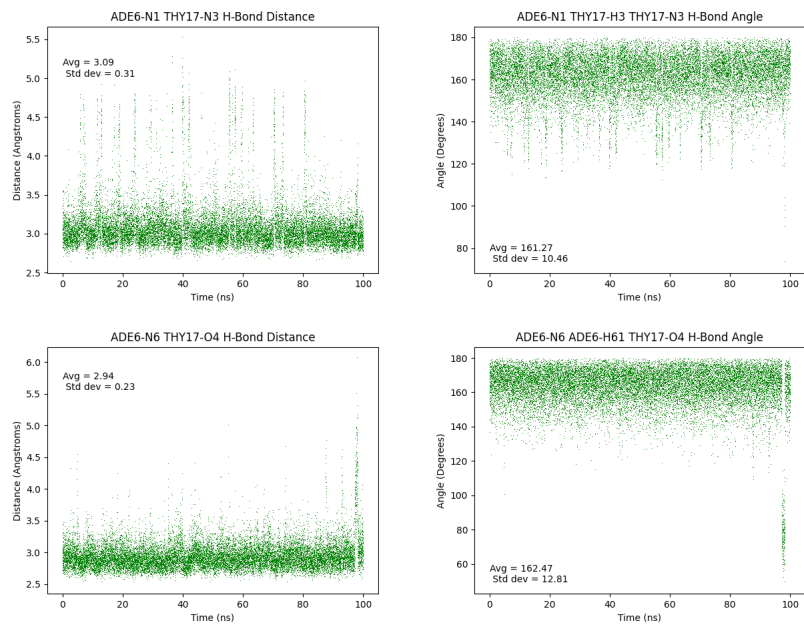 ADE6-N1 THY17-N3 H-Bond Distance
Distance (Angstroms)
5.5
5.0
4.5
4.0
3.5
3.0
2.5
Avg = 3.09
Std dev = 0.31
0
20
40
60
80
100
Time (ns)
ADE6-N1 THY17-H3 THY17-N3 H-Bond Angle
Angle (Degrees)
180
160
140
120
100
80
Avg = 161.27
Std dev = 10.46
0
20
40
60
80
100
Time (ns)
ADE6-N6 THY17-O4 H-Bond Distance
Distance (Angstroms)
6.0
5.5
5.0
4.5
4.0
3.5
3.0
2.5
Avg = 2.94
Std dev = 0.23
0
20
40
60
80
100
Time (ns)
ADE6-N6 ADE6-H61 THY17-O4 H-Bond Angle
Angle (Degrees)
180
160
140
120
100
80
60
Avg = 162.47
Std dev = 12.81
0
20
40
60
80
100
Time (ns)